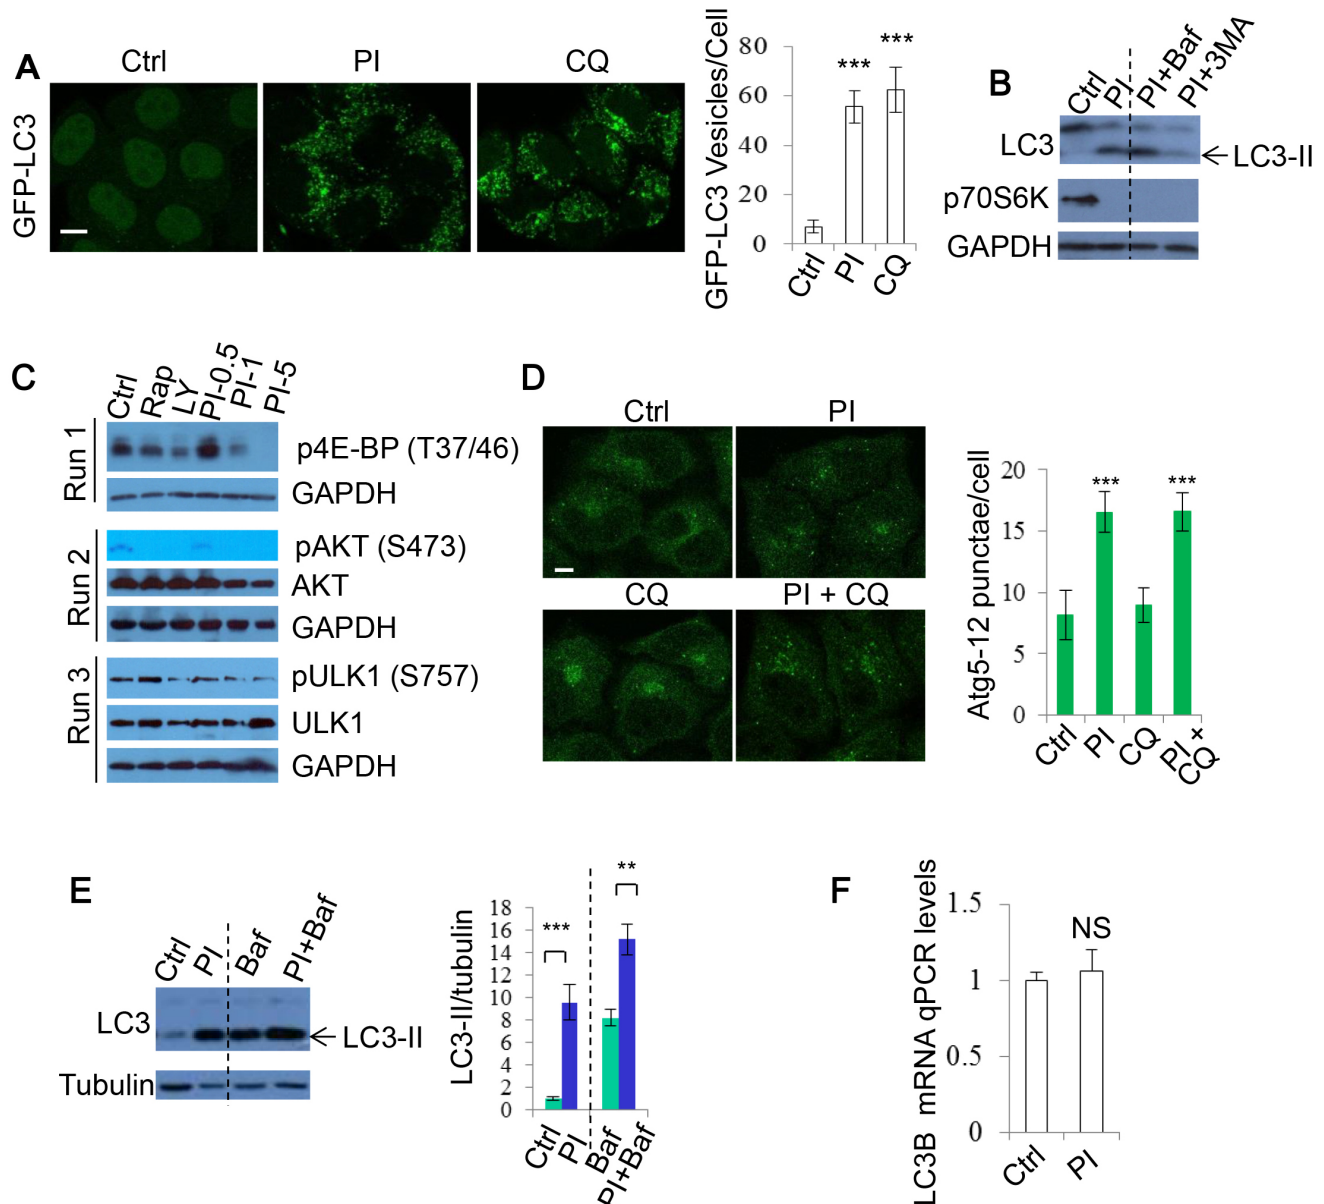 A
Ctrl
PI
CQ
GFP-LC3
GFP-LC3 Vesicles/Cell
80
60
40
20
0
***
***
Ctrl
PI
CQ
B
Ctrl
PI
PI+Baf
PI+3MA
LC3
LC3-II
p70S6K
GAPDH
C
Ctrl
Rap
LY
PI-0.5
PI-1
PI-5
Run 1
p4E-BP (T37/46)
GAPDH
Run 2
pAKT (S473)
AKT
GAPDH
Run 3
pULK1 (S757)
ULK1
GAPDH
D
Ctrl
PI
CQ
PI + CQ
Atg5-12 punctae/cell
20
15
10
5
0
***
***
Ctrl
PI
CQ
PI +
CQ
E
Ctrl
PI
Baf
PI+Baf
LC3
LC3-II
Tubulin
LC3-II/tubulin
18
16
14
12
10
8
6
4
2
0
***
**
Ctrl
PI
Baf
PI+Baf
F
LC3B mRNA qPCR levels
1.5
1
0.5
0
NS
Ctrl
PI